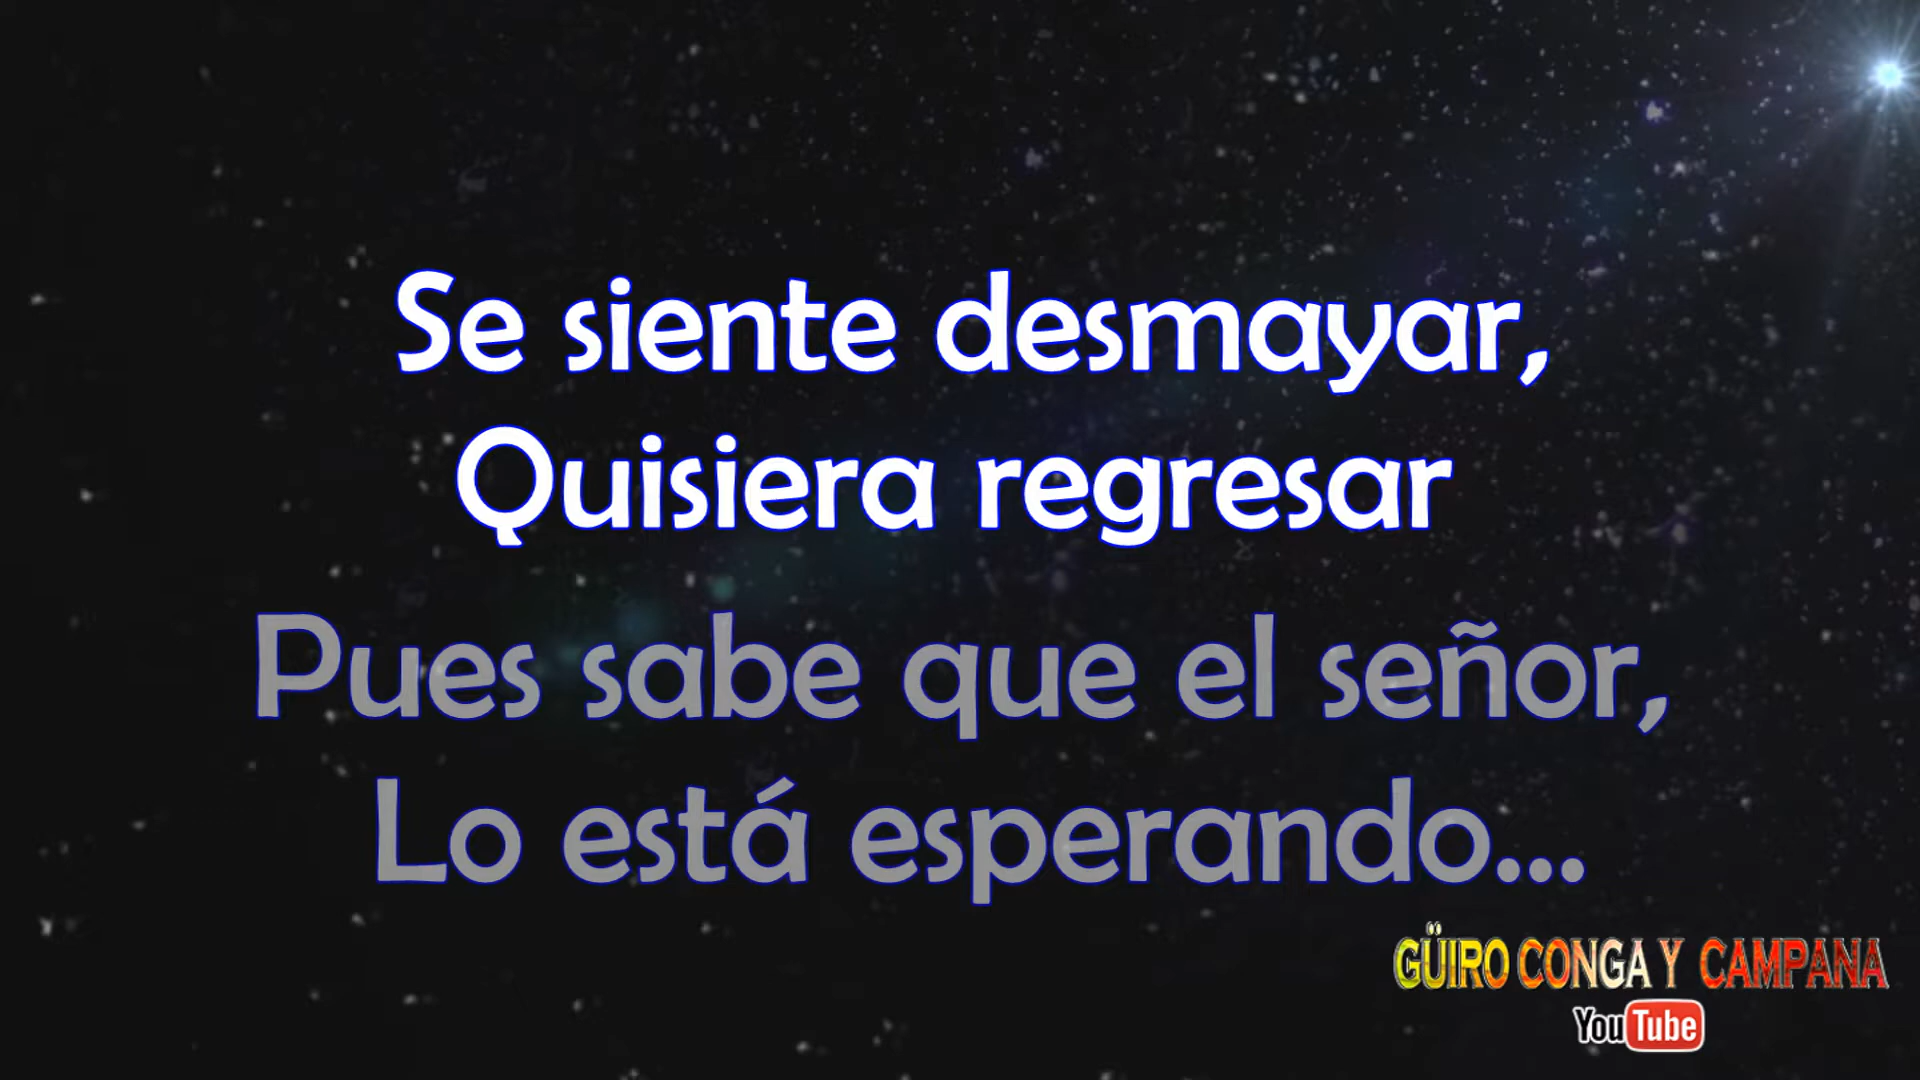 Se siente desmayar,
Quisiera regresar
Pues sabe que el señor,
Lo está esperando...
GÜIRO CONGA Y CAMPANA
YouTube